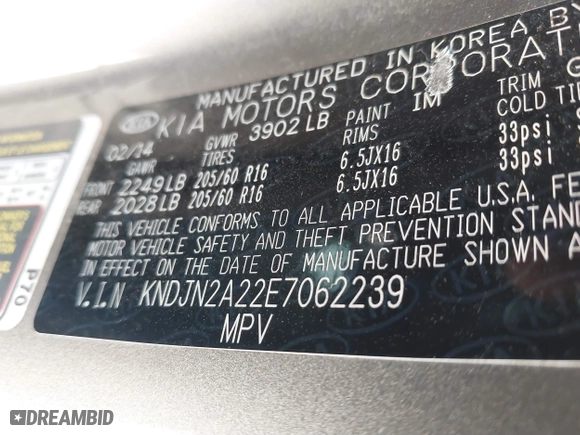 MANUFACTURED IN KOREA BY
KIA KIA MOTORS CORPORAT
02/14 GVWR 3902 LB PAINT IM TRIM G
GAWR TIRES RIMS COLD TI
FRONT 2249 LB 205/60 R16 6.5JX16 33psi
REAR 2028 LB 205/60 R16 6.5JX16 33psi
THIS VEHICLE CONFORMS TO ALL APPLICABLE U.S.A. FE
MOTOR VEHICLE SAFETY AND THEFT PREVENTION STAN
IN EFFECT ON THE DATE OF MANUFACTURE SHOWN A
V.I.N KNDJN2A22E7062239
MPV
P70
DREAMBID